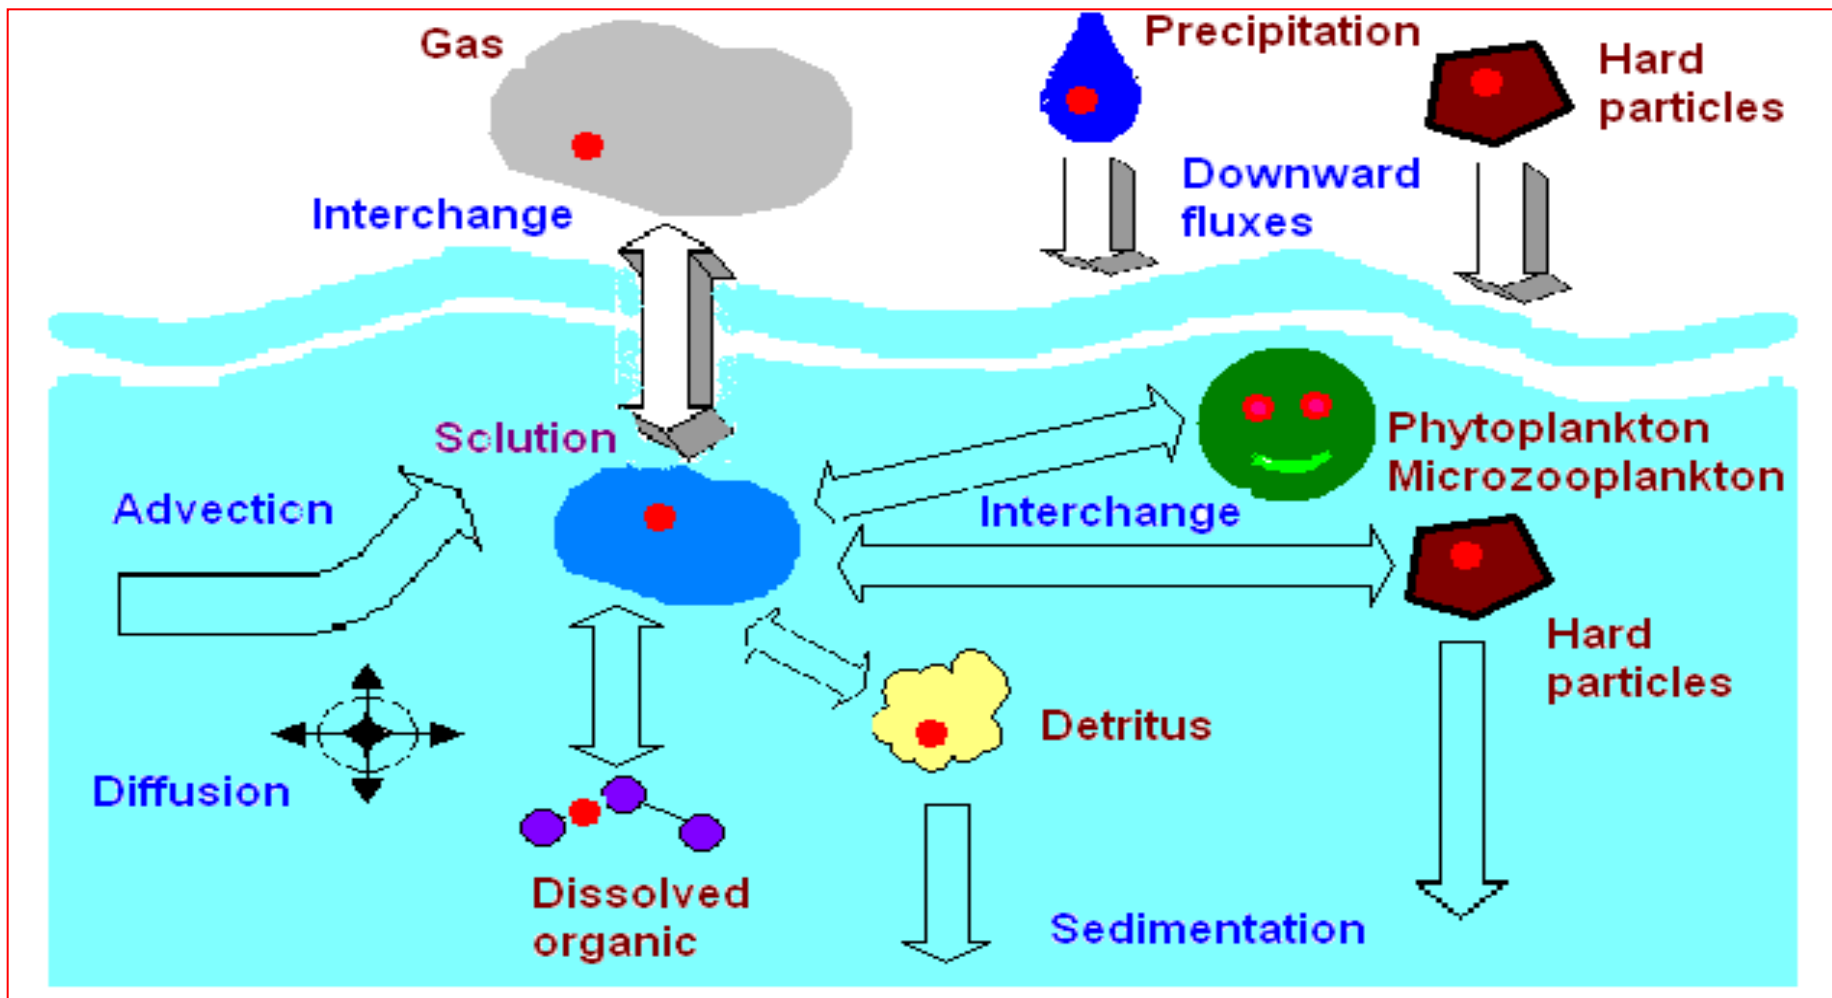 Gas
Precipitation
Hard
particles
Interchange
Downward
fluxes
Solution
Phytoplankton
Microzooplankton
Advection
Interchange
Hard
particles
Detritus
Diffusion
Dissolved
organic
Sedimentation